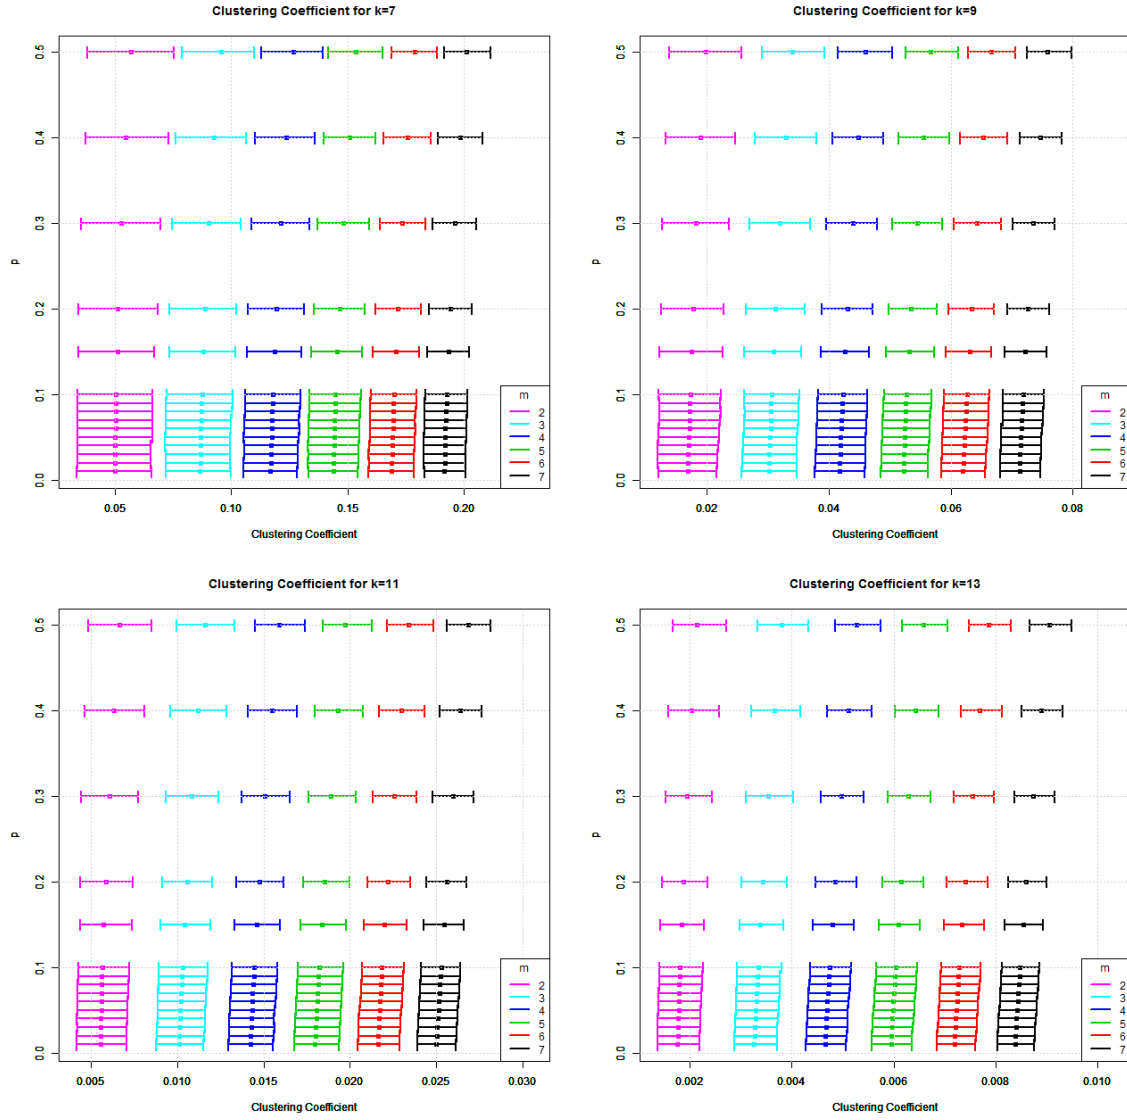 Clustering Coefficient for k=7
p
0.5
0.4
0.3
0.2
0.1
0.0
m
2
3
4
5
6
7
0.05 0.10 0.15 0.20
Clustering Coefficient
Clustering Coefficient for k=9
p
0.5
0.4
0.3
0.2
0.1
0.0
m
2
3
4
5
6
7
0.02 0.04 0.06 0.08
Clustering Coefficient
Clustering Coefficient for k=11
p
0.5
0.4
0.3
0.2
0.1
0.0
m
2
3
4
5
6
7
0.005 0.010 0.015 0.020 0.025 0.030
Clustering Coefficient
Clustering Coefficient for k=13
p
0.5
0.4
0.3
0.2
0.1
0.0
m
2
3
4
5
6
7
0.002 0.004 0.006 0.008 0.010
Clustering Coefficient